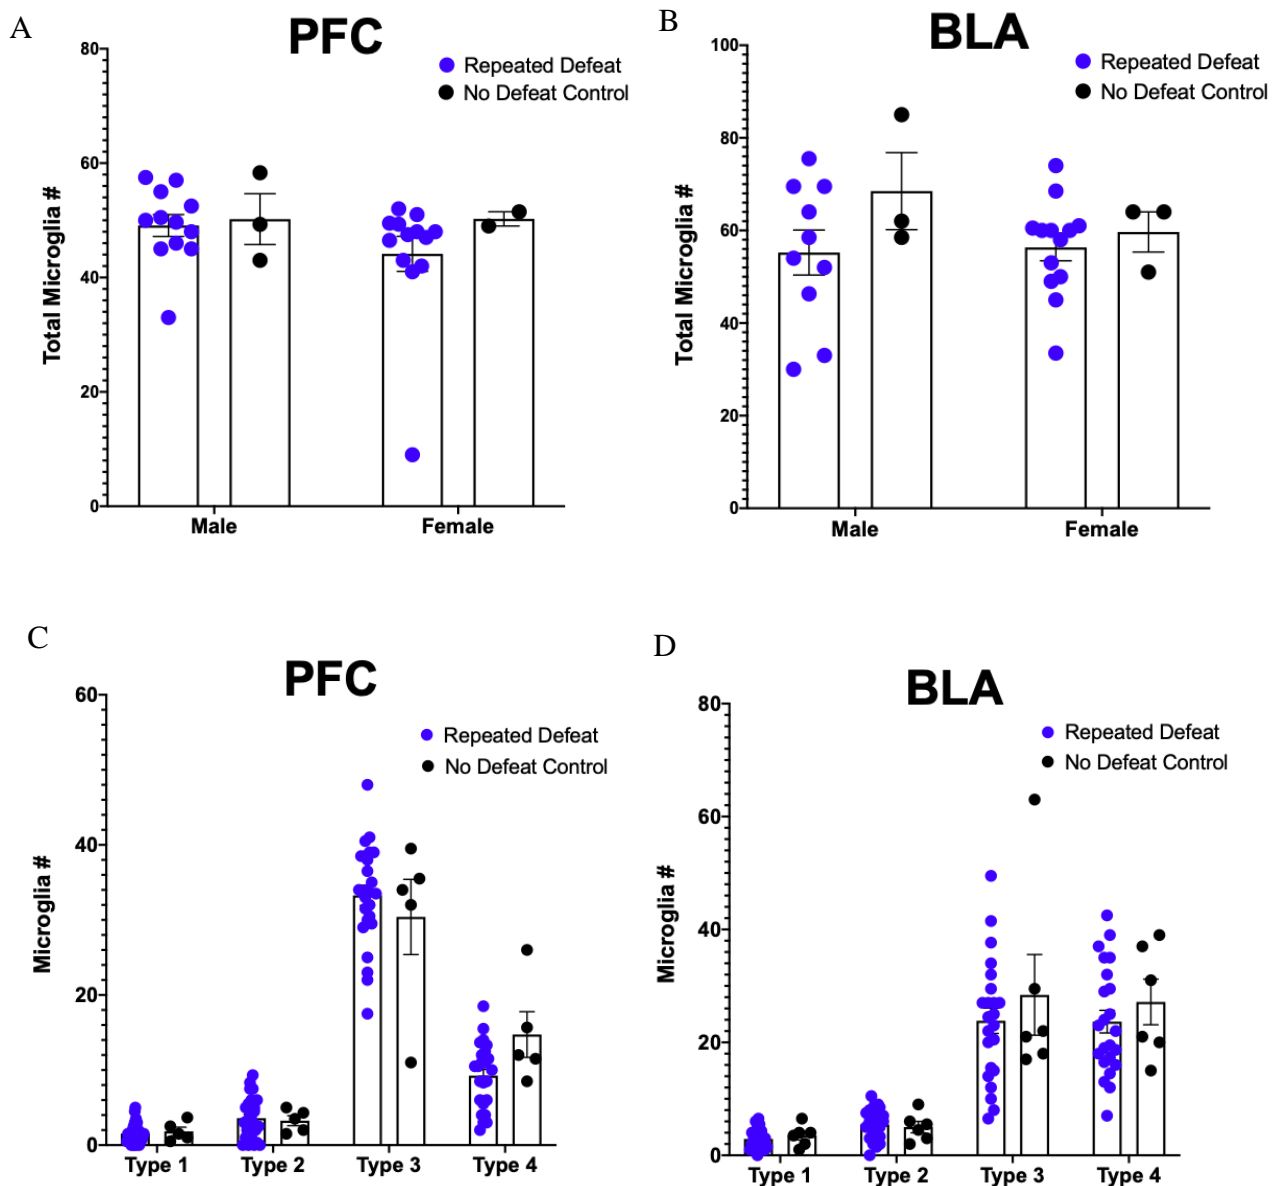 A
PFC
80
60
40
20
0
Total Microglia #
Repeated Defeat
No Defeat Control
Male
Female
B
BLA
100
80
60
40
20
0
Total Microglia #
Repeated Defeat
No Defeat Control
Male
Female
C
PFC
60
40
20
0
Microglia #
Repeated Defeat
No Defeat Control
Type 1
Type 2
Type 3
Type 4
D
BLA
80
60
40
20
0
Microglia #
Repeated Defeat
No Defeat Control
Type 1
Type 2
Type 3
Type 4